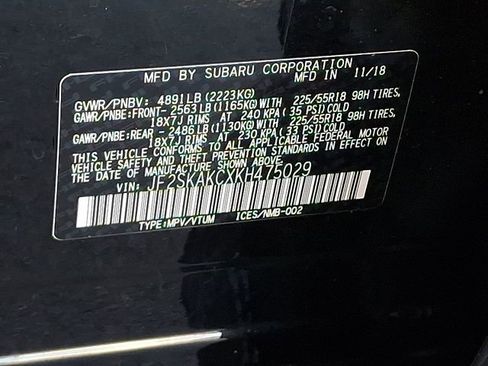 MFD BY SUBARU CORPORATION
MFD IN 11/18
GVWR/PNBV: 4891LB(2223KG)
GAWR/PNBE:FRONT-2563LB(1165KG)WITH 225/55R18 98H TIRES,
18X7J RIMS AT 240 KPA(35 PSI)COLD
GAWR/PNBE:REAR -2486LB(1130KG)WITH 225/55R18 98H TIRES,
18X7J RIMS AT 230 KPA(33 PSI)COLD
THIS VEHICLE CONFORMS TO ALL APPLICABLE FEDERAL MOTOR
VEHICLE SAFETY AND THEFT PREVENTION STANDARDS IN EFFECT ON
THE DATE OF MANUFACTURE SHOWN ABOVE.
VIN: JF2SKAKCXKH475029
TYPE:MPV/VTUM ICES/NMB-002